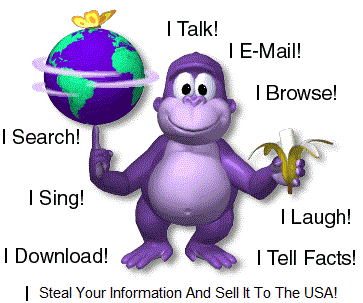 I Talk!
I E-Mail!
I Browse!
I Search!
I Sing!
I Laugh!
I Download!
I Tell Facts!
I Steal Your Information And Sell It To The USA!